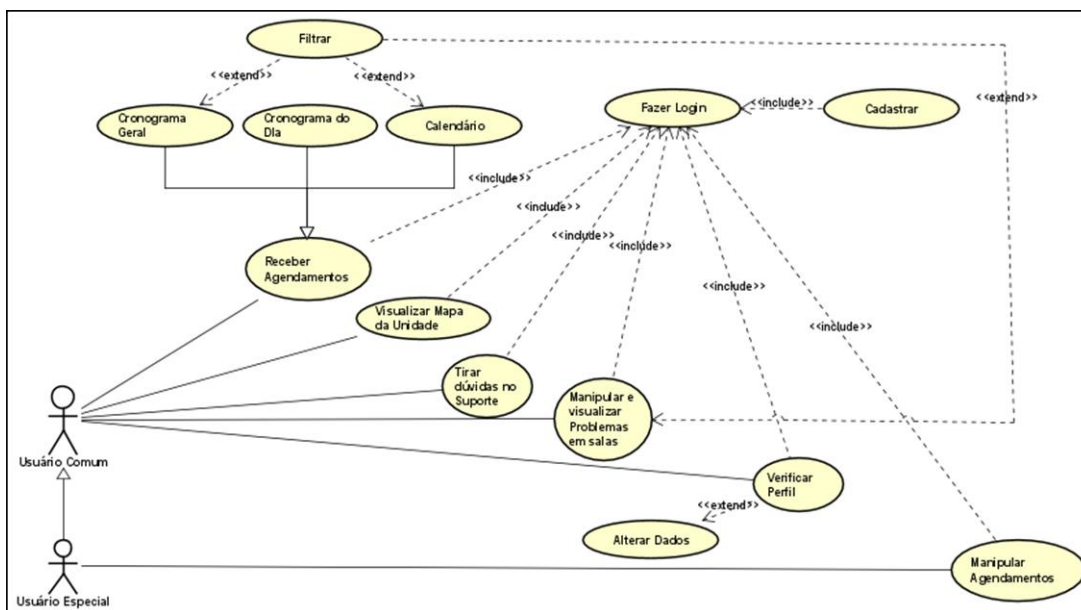 Filtrar
<<extend>>
<<extend>>
<<extend>>
Cronograma
Geral
Cronograma do
DIa
Calendário
Fazer Login
<<include>>
Cadastrar
<<include>>
<<include>>
<<include>>
<<include>>
<<include>>
<<include>>
Receber
Agendamentos
Visualizar Mapa
da Unidade
Tirar
dúvidas no
Suporte
Manipular e
visualizar
Problemas
em salas
Usuário Comum
Verificar
Perfil
<<extend>>
Alterar Dados
Manipular
Agendamentos
Usuário Especial